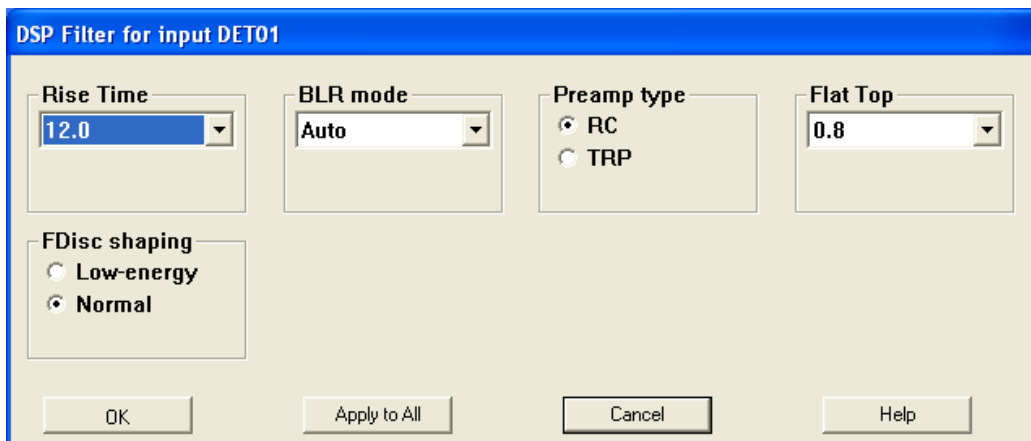 DSP Filter for input DET01
Rise Time
12.0
BLR mode
Auto
Preamp type
RC
TRP
Flat Top
0.8
FDisc shaping
Low-energy
Normal
OK
Apply to All
Cancel
Help